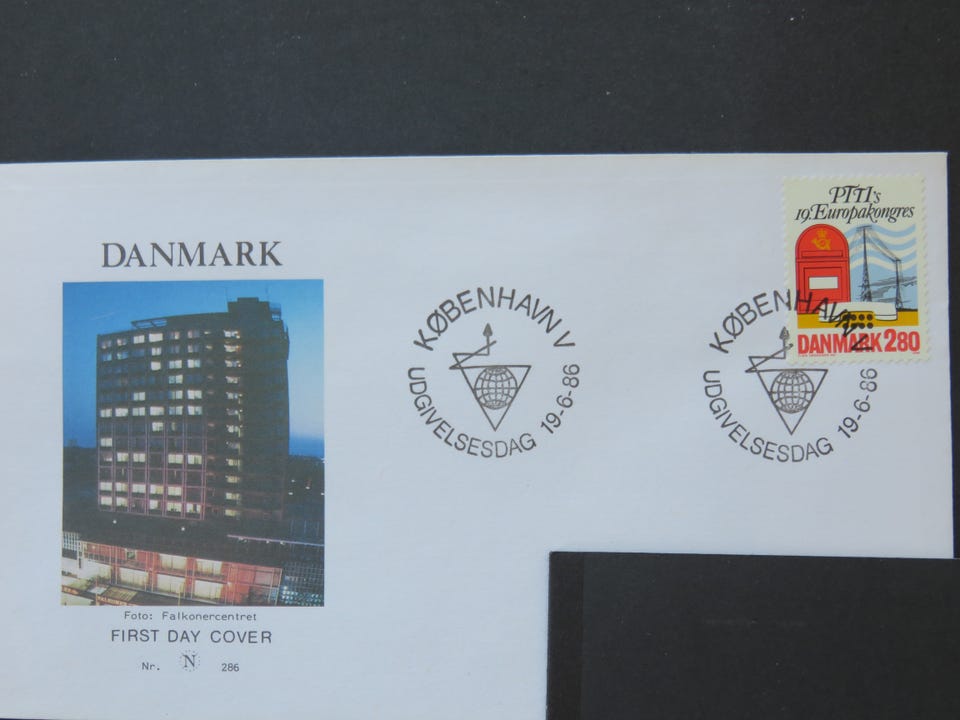 DANMARK
Foto: Falkonercentret
FIRST DAY COVER
Nr. N 286
KØBENHAVN V
UDGIVELSESDAG 19-6-86
KØBENHAVN V
UDGIVELSESDAG 19-6-86
PTTI's
19. Europakongres
DANMARK 280